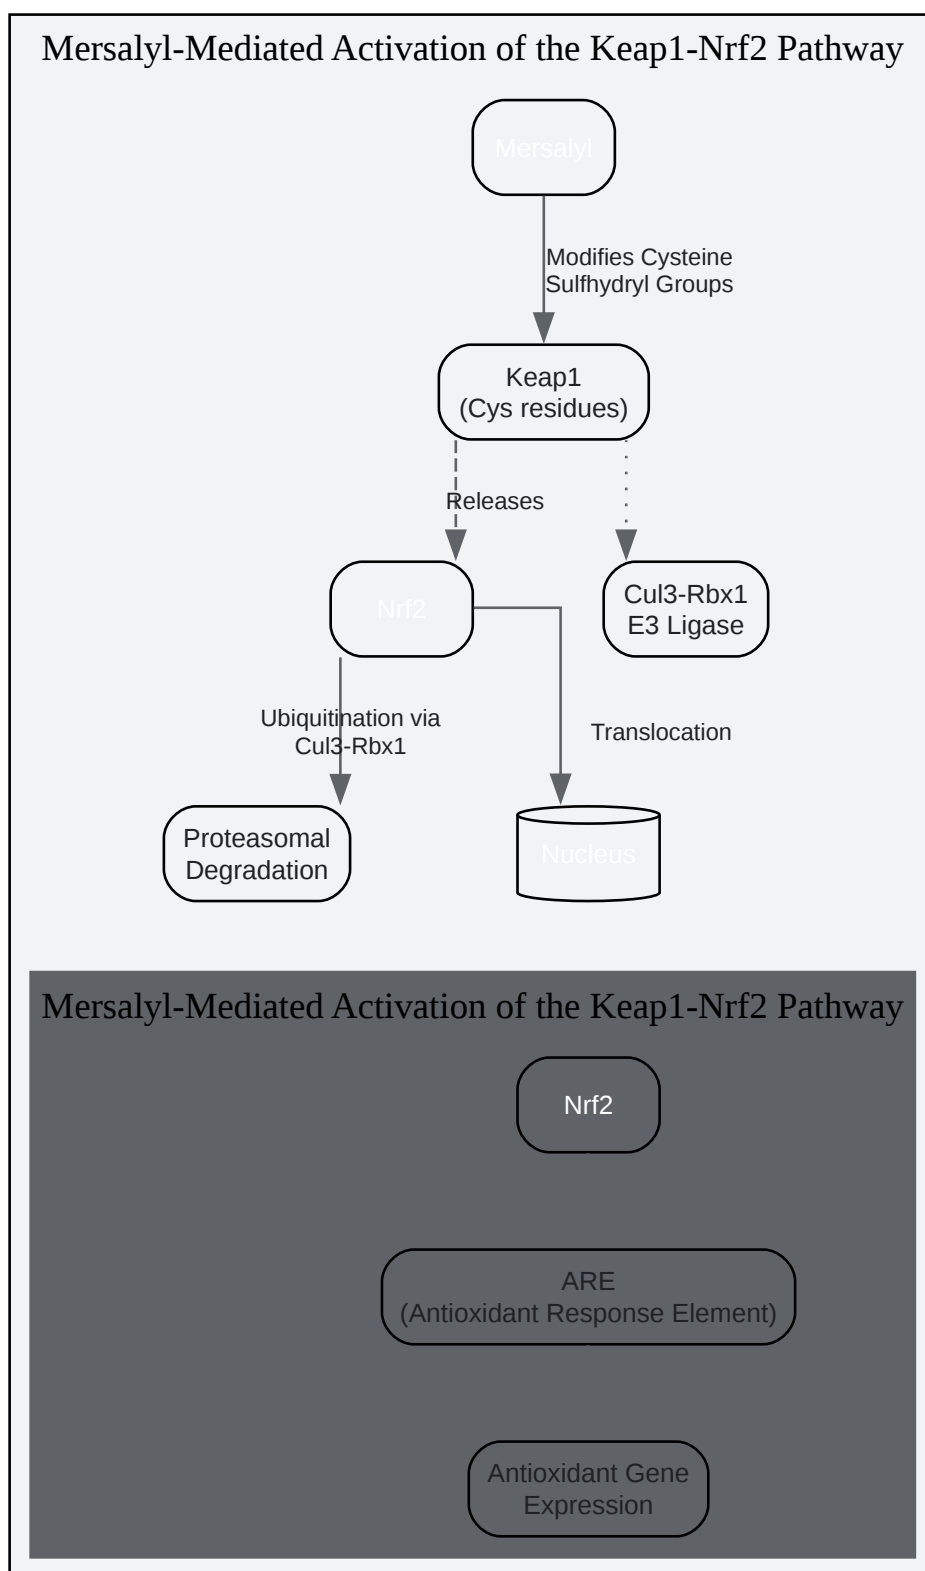 Mersalyl-Mediated Activation of the Keap1-Nrf2 Pathway
Mersalyl
Modifies Cysteine
Sulfhydryl Groups
Keap1
(Cys residues)
Releases
Nrf2
Cul3-Rbx1
E3 Ligase
Ubiquitination via
Cul3-Rbx1
Translocation
Proteasomal
Degradation
Nucleus
Mersalyl-Mediated Activation of the Keap1-Nrf2 Pathway
Nrf2
ARE
(Antioxidant Response Element)
Antioxidant Gene
Expression